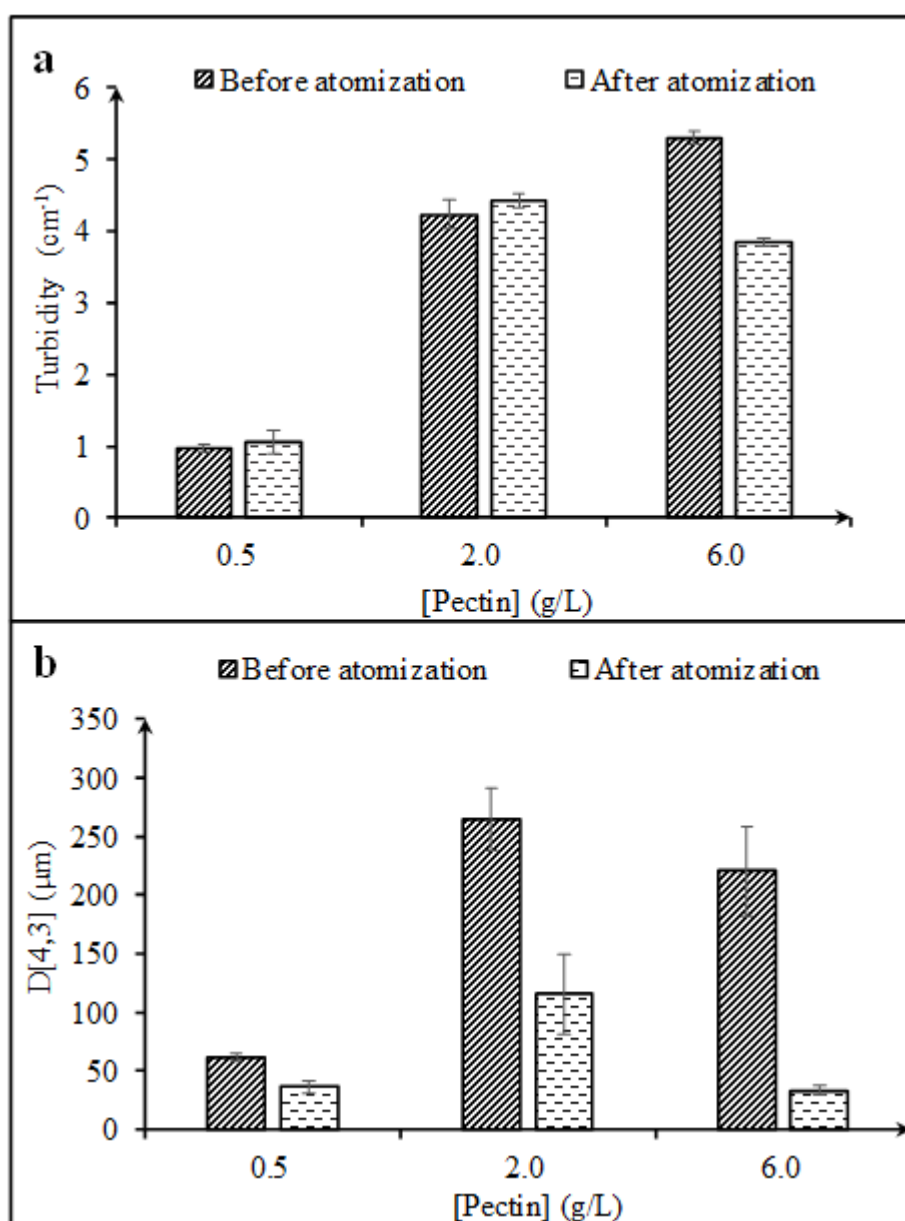 a
Before atomization After atomization
6
5
4
3
2
1
0
Turbidity (cm-1)
0.5 2.0 6.0
[Pectin] (g/L)
b
Before atomization After atomization
350
300
250
200
150
100
50
0
D[4,3] (μm)
0.5 2.0 6.0
[Pectin] (g/L)